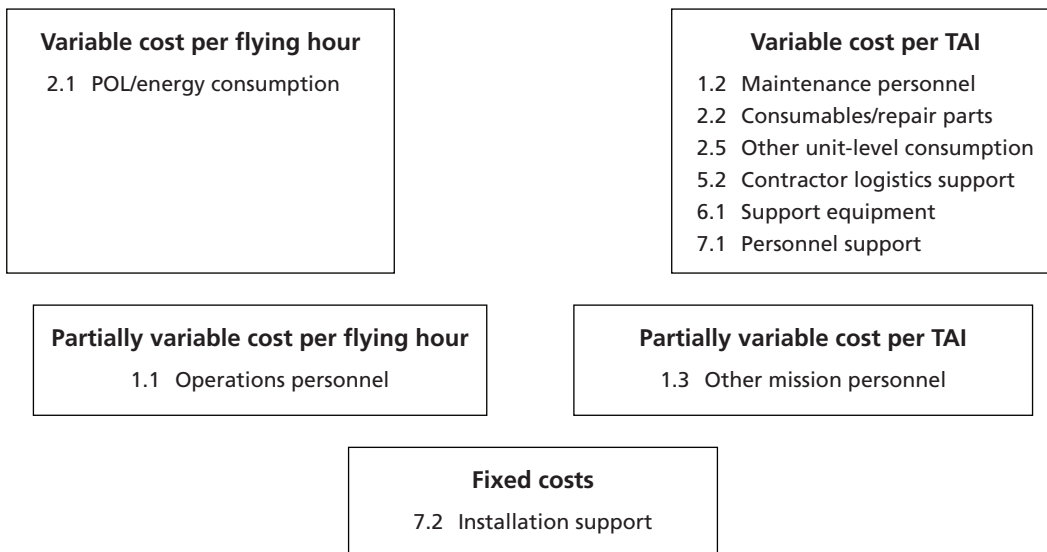 Variable cost per flying hour
2.1 POL/energy consumption
Variable cost per TAI
1.2 Maintenance personnel
2.2 Consumables/repair parts
2.5 Other unit-level consumption
5.2 Contractor logistics support
6.1 Support equipment
7.1 Personnel support
Partially variable cost per flying hour
1.1 Operations personnel
Partially variable cost per TAI
1.3 Other mission personnel
Fixed costs
7.2 Installation support